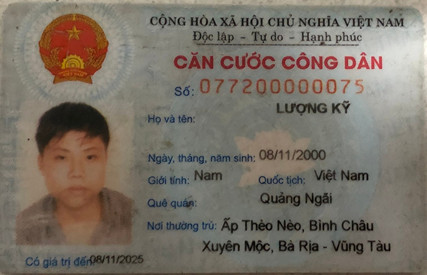 CỘNG HÒA XÃ HỘI CHỦ NGHĨA VIỆT NAM
Độc lập - Tự do - Hạnh phúc
CĂN CƯỚC CÔNG DÂN
Số: 077200000075
LƯỢNG KỸ
Họ và tên:
Ngày, tháng, năm sinh: 08/11/2000
Giới tính: Nam Quốc tịch: Việt Nam
Quê quán: Quảng Ngãi
Nơi thường trú: Ấp Thèo Nèo, Bình Châu
Xuyên Mộc, Bà Rịa - Vũng Tàu
Có giá trị đến: 08/11/2025